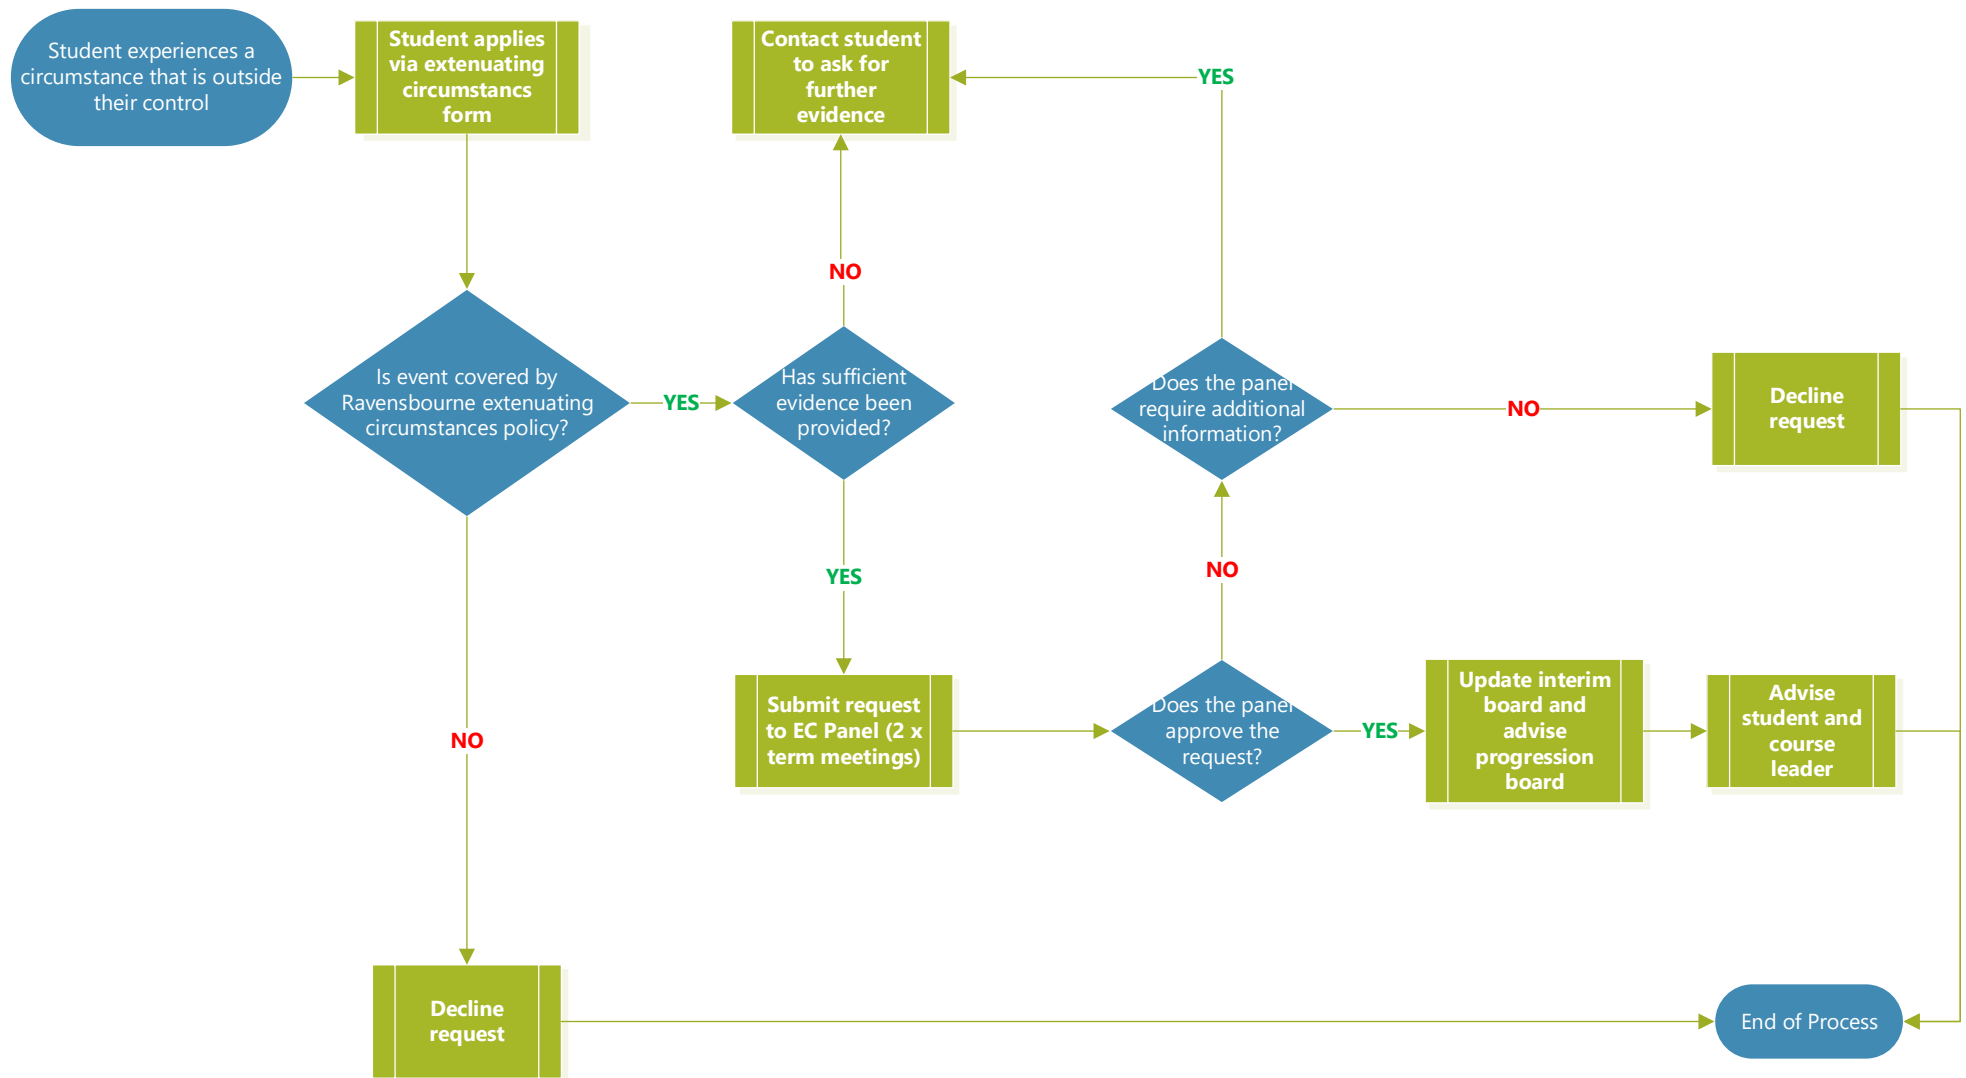 Student experiences a
circumstance that is outside
their control
Student applies
via extenuating
circumstancs
form
Contact student
to ask for
further
evidence
YES
NO
Is event covered by
Ravensbourne extenuating
circumstances policy?
YES
Has sufficient
evidence been
provided?
Does the panel
require additional
information?
NO
Decline
request
YES
NO
NO
Submit request
to EC Panel (2 x
term meetings)
Does the panel
approve the
request?
YES
Update interim
board and
advise
progression
board
Advise
student and
course
leader
Decline
request
End of Process